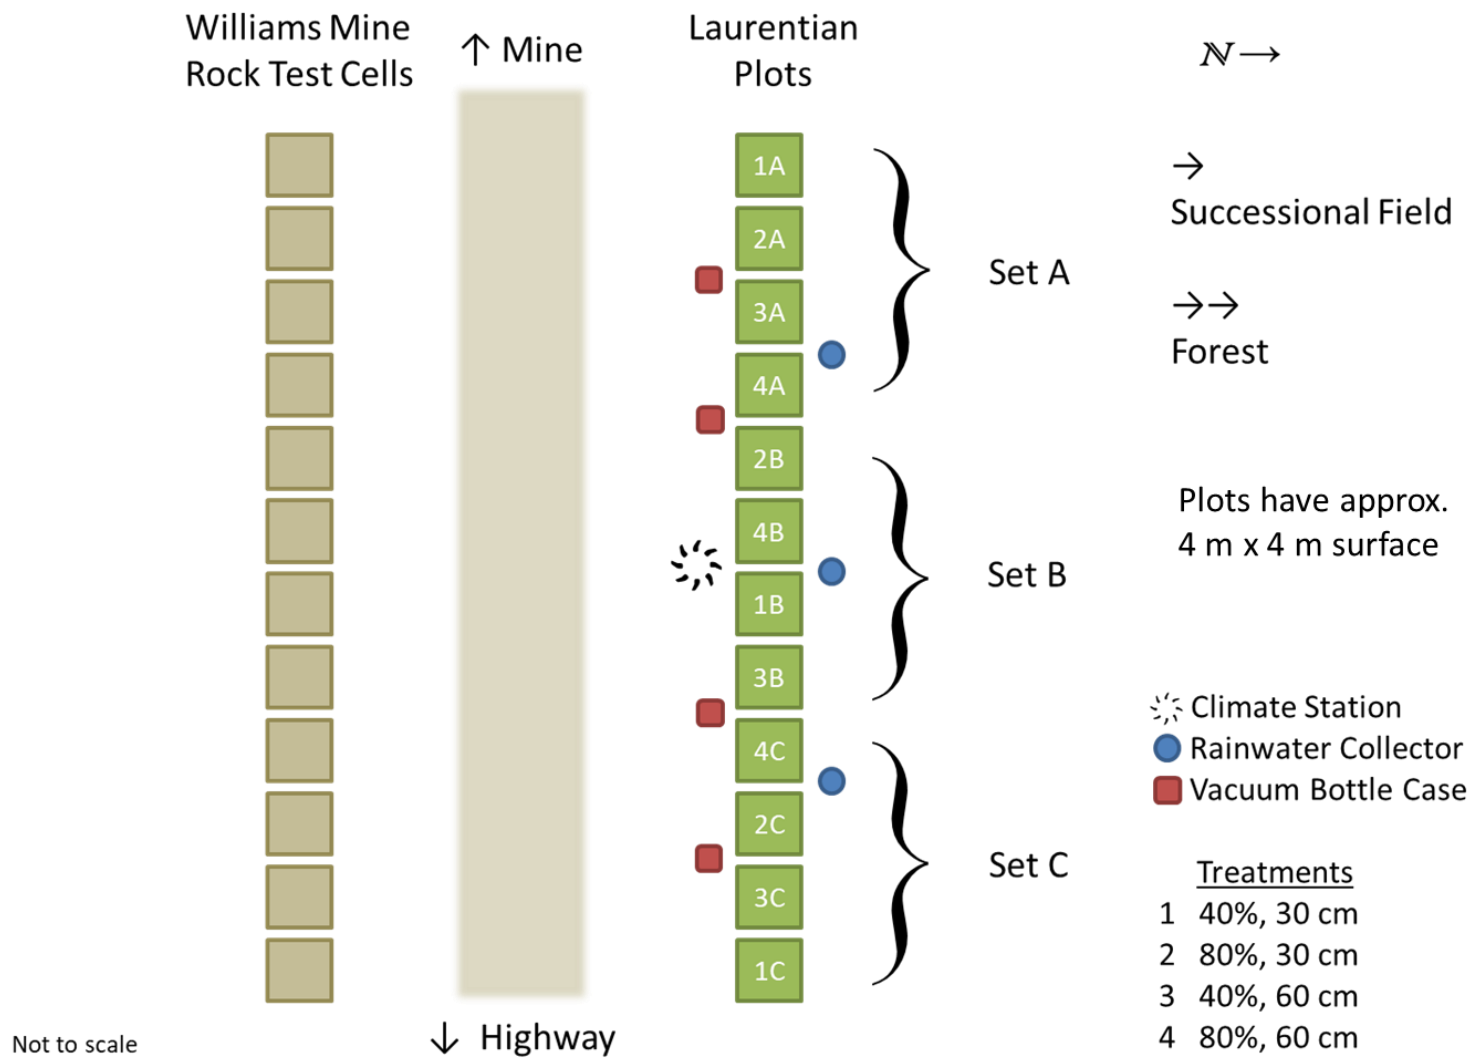 Williams Mine
Rock Test Cells
↑ Mine
Laurentian
Plots
N→
1A
2A
3A
4A
2B
4B
1B
3B
4C
2C
3C
1C
Set A
Set B
Set C
→
Successional Field
→→
Forest
Plots have approx.
4 m x 4 m surface
Climate Station
Rainwater Collector
Vacuum Bottle Case
Treatments
1 40%, 30 cm
2 80%, 30 cm
3 40%, 60 cm
4 80%, 60 cm
↓ Highway
Not to scale